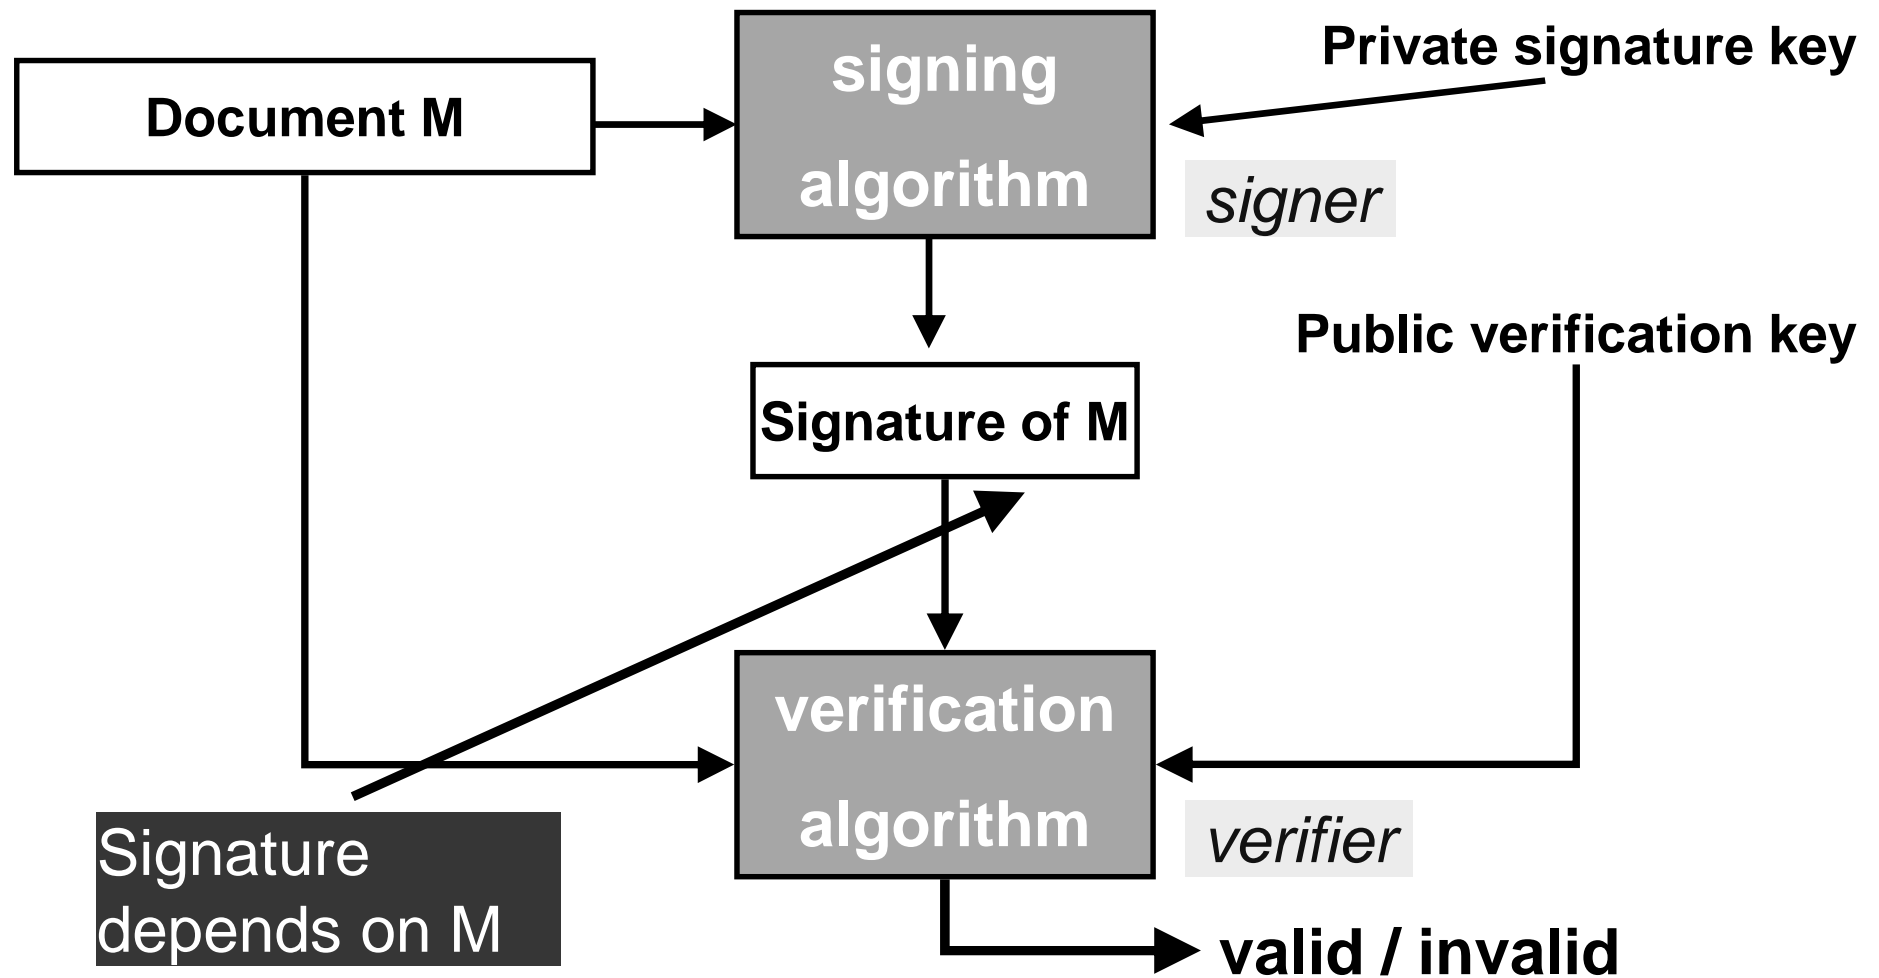 Private signature key
signing
algorithm
Document M
signer
Public verification key
Signature of M
verification
algorithm
verifier
Signature
depends on M
valid / invalid